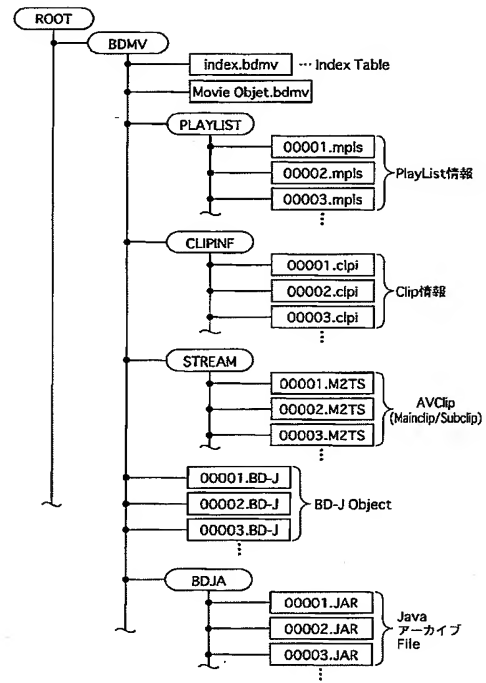 ROOT
BDMV
index.bdmv … Index Table
Movie Objet.bdmv
PLAYLIST
00001.mpls
00002.mpls
PlayList情報
00003.mpls
CLIPINF
00001.clpi
00002.clpi
Clip情報
00003.clpi
STREAM
00001.M2TS
00002.M2TS
AVClip
(Mainclip/Subclip)
00003.M2TS
00001.BD-J
00002.BD-J
BD-J Object
00003.BD-J
BDJA
00001.JAR
00002.JAR
Java
アーカイブ
File
00003.JAR